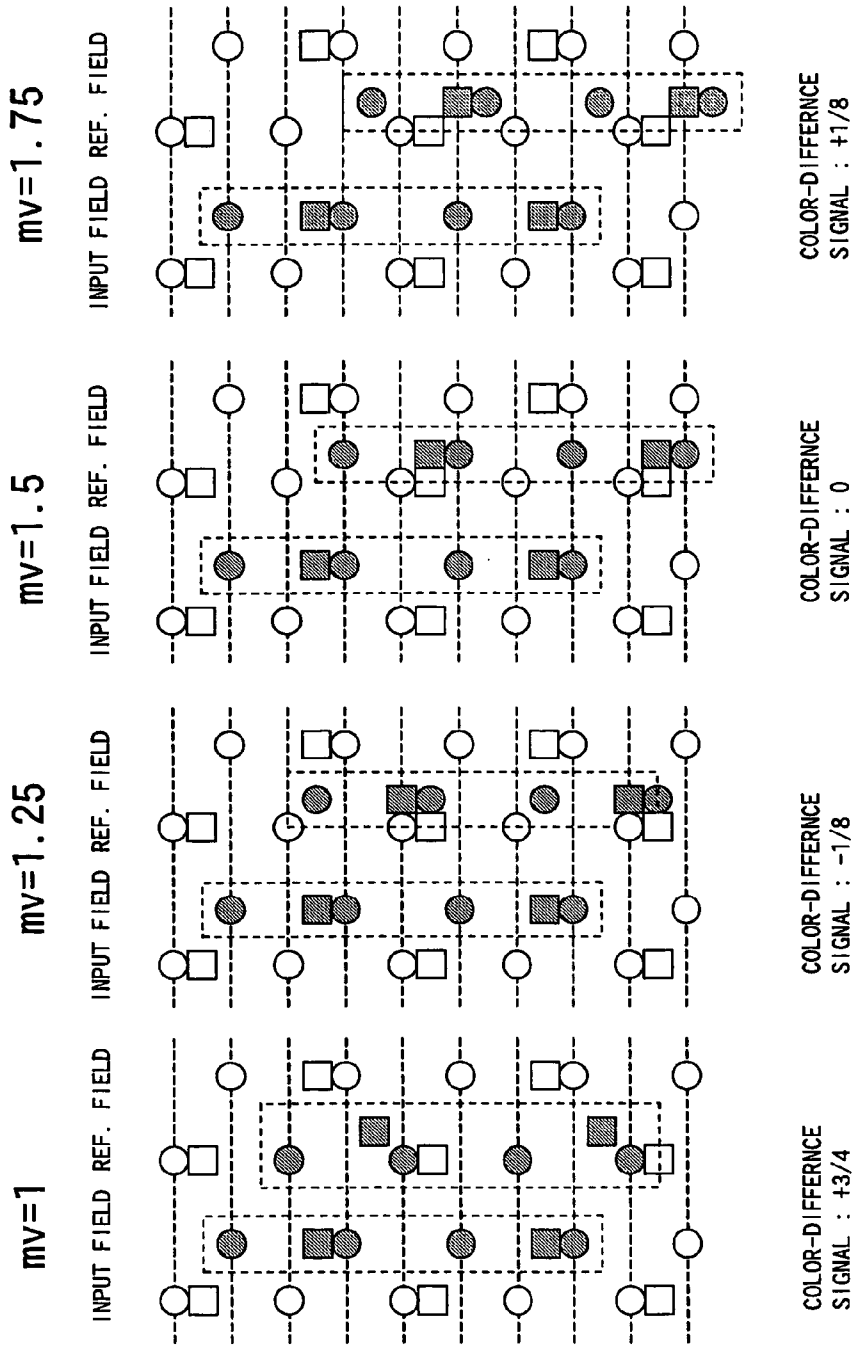 mv=1
INPUT FIELD REF. FIELD
COLOR-DIFFERNCE
SIGNAL : +3/4
mv=1.25
INPUT FIELD REF. FIELD
COLOR-DIFFERNCE
SIGNAL : -1/8
mv=1.5
INPUT FIELD REF. FIELD
COLOR-DIFFERNCE
SIGNAL : 0
mv=1.75
INPUT FIELD REF. FIELD
COLOR-DIFFERNCE
SIGNAL : +1/8